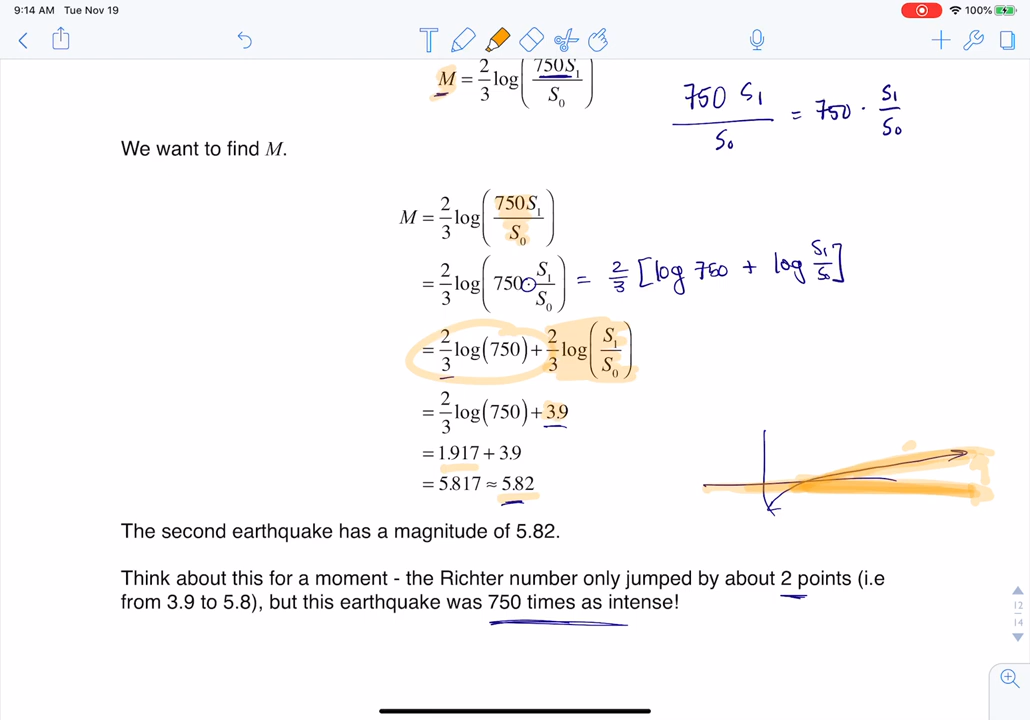 9:14 AM Tue Nov 19 100%
M = 2/3 log(750S₁/S₀)
750 S₁/S₀ = 750 · S₁/S₀
We want to find M.
M = 2/3 log(750S₁/S₀)
= 2/3 log(750 · S₁/S₀) = 2/3 [log 750 + log S₁/S₀]
= 2/3 log(750) + 2/3 log(S₁/S₀)
= 2/3 log(750) + 3.9
= 1.917 + 3.9
= 5.817 ≈ 5.82
The second earthquake has a magnitude of 5.82.
Think about this for a moment - the Richter number only jumped by about 2 points (i.e
from 3.9 to 5.8), but this earthquake was 750 times as intense!
12
14